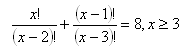 x!/(x−2)! + (x−1)!/(x−3)! = 8, x ≥ 3